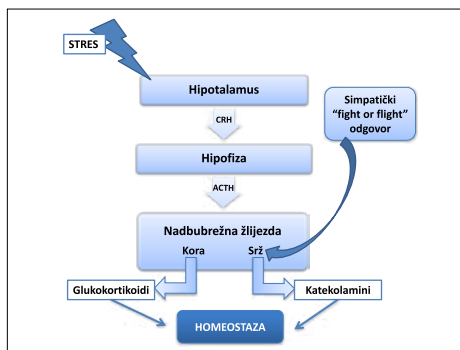 STRES
Hipotalamus
Simpatički
“fight or flight”
odgovor
CRH
Hipofiza
ACTH
Nadbubrežna žlijezda
Kora
Srž
Glukokortikoidi
Katekolamini
HOMEOSTAZA